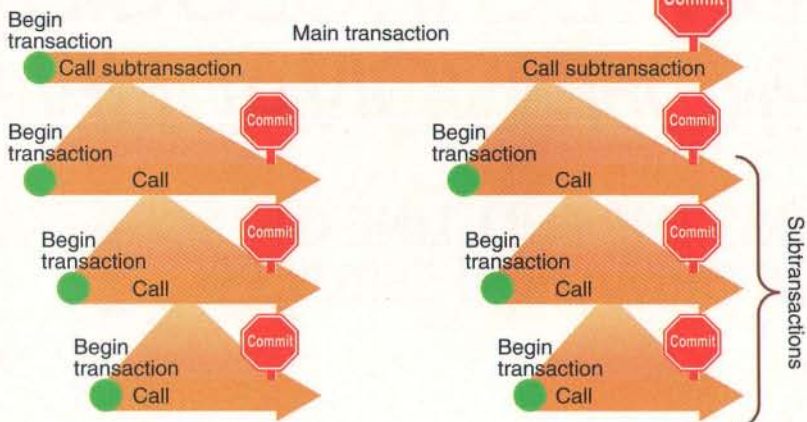 Commit
Begin
transaction
Main transaction
Call subtransaction
Call subtransaction
Begin
transaction
Commit
Call
Begin
transaction
Commit
Call
Begin
transaction
Commit
Call
Begin
transaction
Commit
Call
Begin
transaction
Commit
Call
Begin
transaction
Commit
Call
Subtransactions